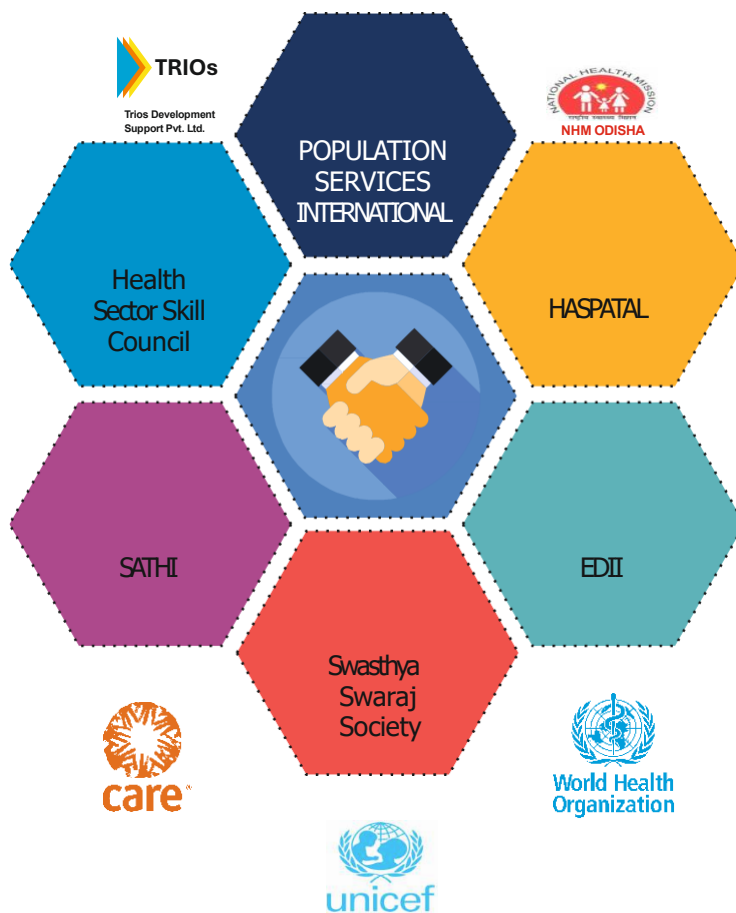 TRIOs
Trios Development
Support Pvt. Ltd.
NATIONAL HEALTH MISSION
राष्ट्रीय स्वास्थ्य मिशन
NHM ODISHA
POPULATION
SERVICES
INTERNATIONAL
Health
Sector Skill
Council
HASPATAL
SATHI
EDII
Swasthya
Swaraj
Society
care®
World Health
Organization
unicef